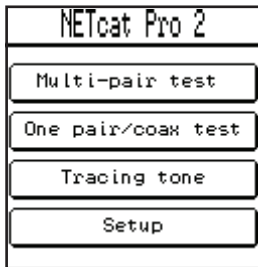 NETcat Pro 2
Multi-pair test
One pair/coax test
Tracing tone
Setup